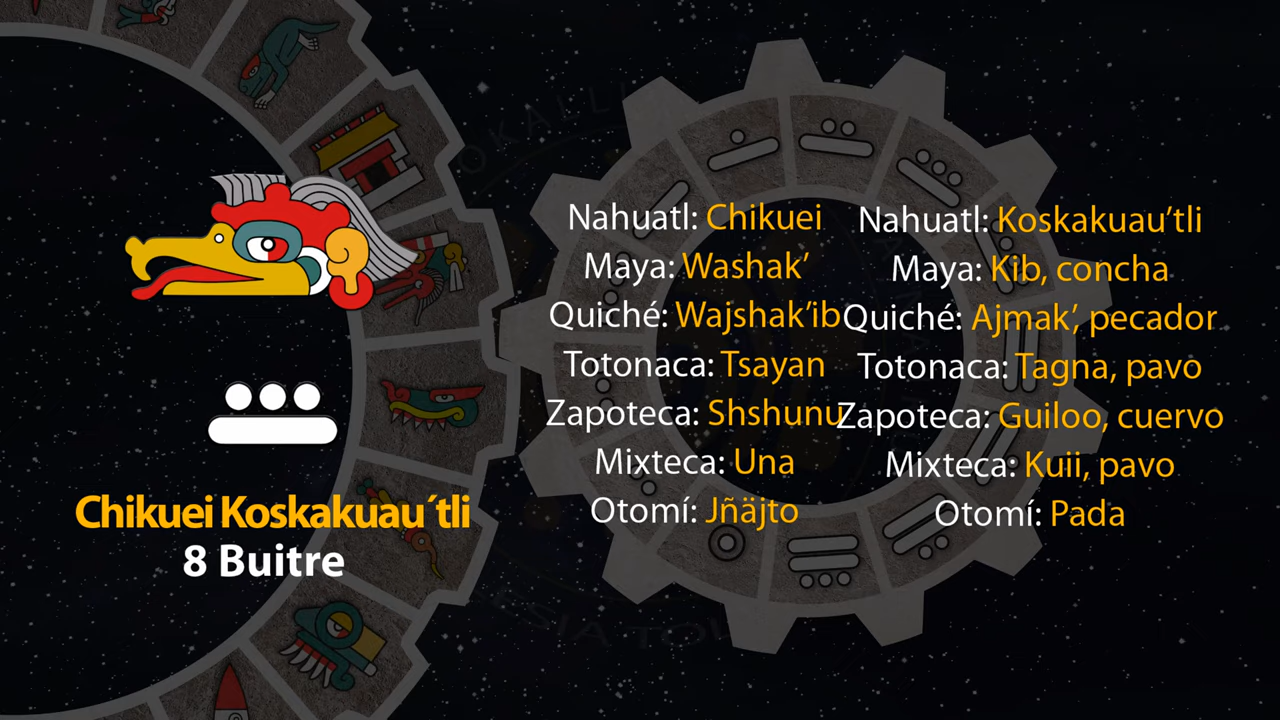 Nahuatl: Chikuei
Maya: Washak’
Quiché: Wajshak’ib
Totonaca: Tsayan
Zapoteca: Shshunu
Mixteca: Una
Otomí: Jñäjto
Nahuatl: Koskakuau’tli
Maya: Kib, concha
Quiché: Ajmak’, pecador
Totonaca: Tagna, pavo
Zapoteca: Guiloo, cuervo
Mixteca: Kuii, pavo
Otomí: Pada
Chikuei Koskakuau´tli
8 Buitre